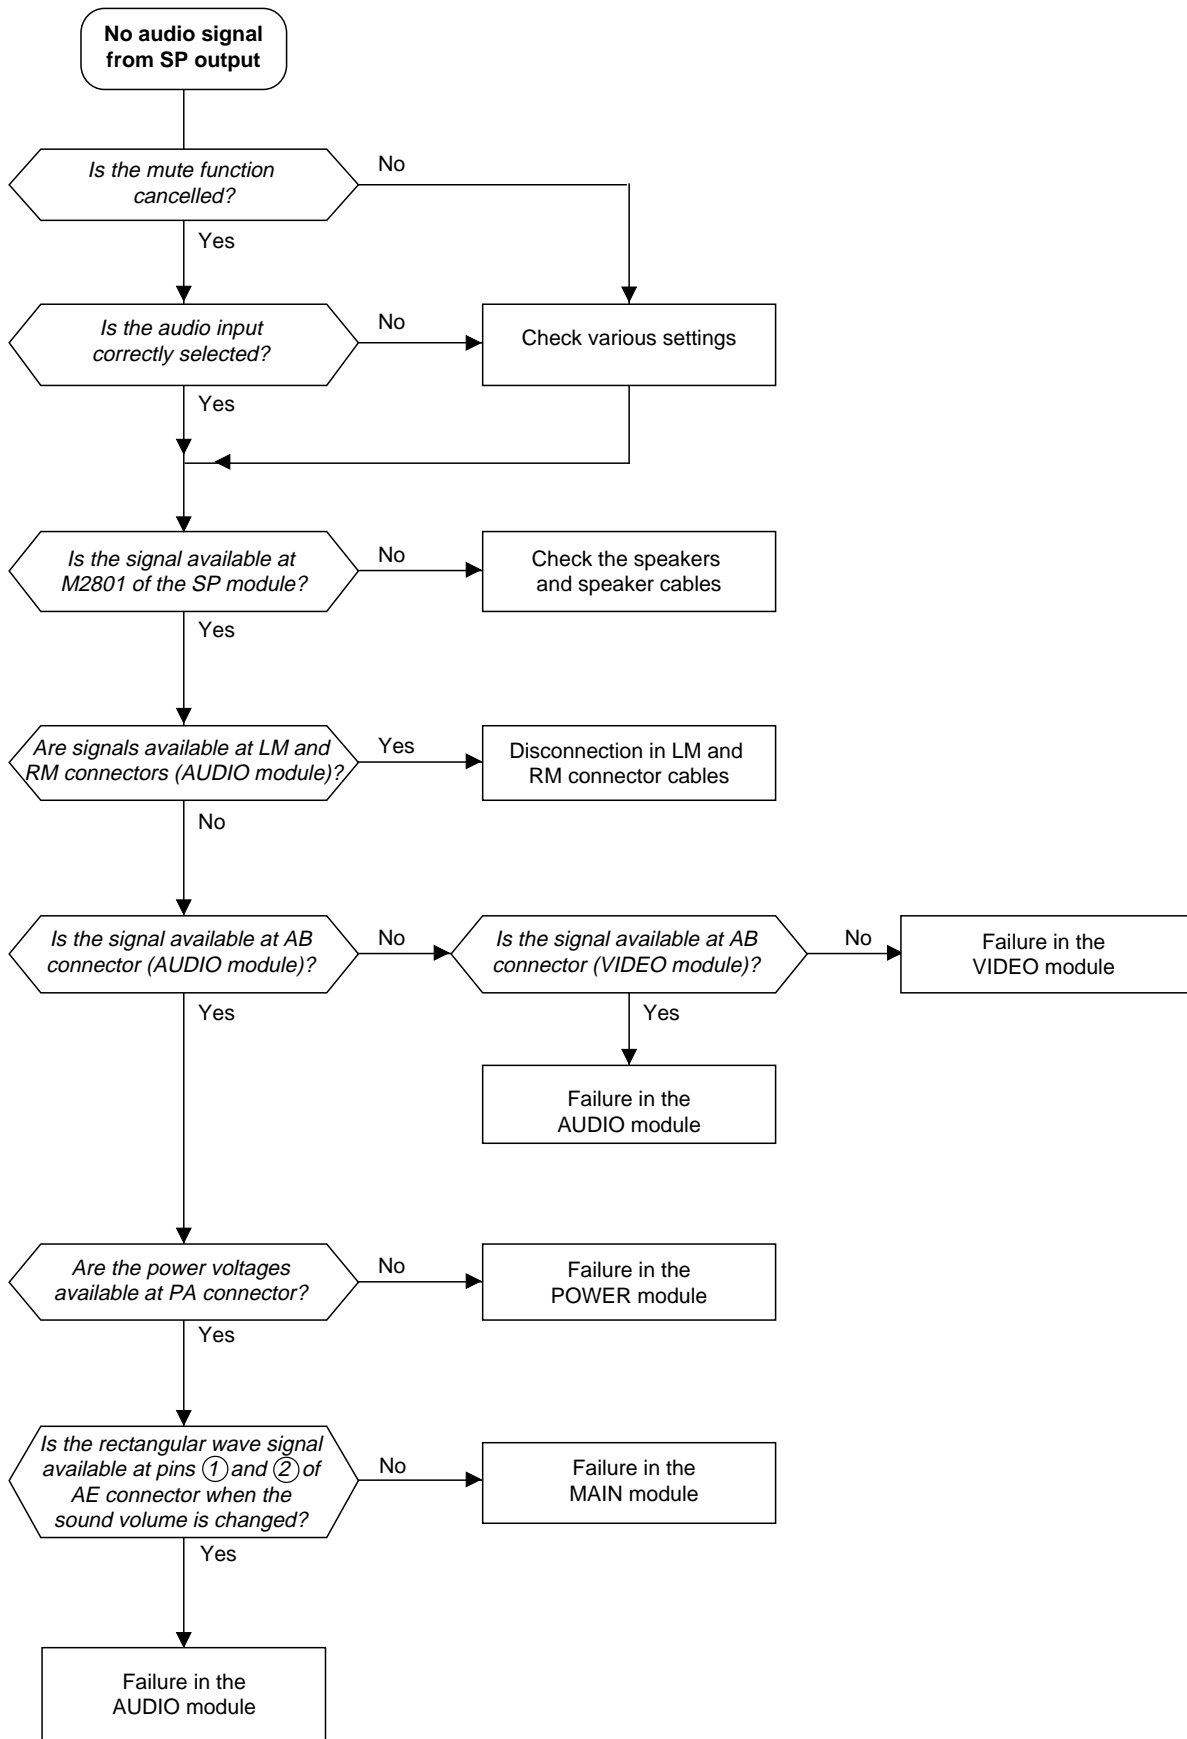 No audio signal
from SP output
Is the mute function
cancelled?
No
Yes
Is the audio input
correctly selected?
No
Check various settings
Yes
Is the signal available at
M2801 of the SP module?
No
Check the speakers
and speaker cables
Yes
Are signals available at LM and
RM connectors (AUDIO module)?
Yes
Disconnection in LM and
RM connector cables
No
Is the signal available at AB
connector (AUDIO module)?
No
Is the signal available at AB
connector (VIDEO module)?
No
Failure in the
VIDEO module
Yes
Yes
Failure in the
AUDIO module
Are the power voltages
available at PA connector?
No
Failure in the
POWER module
Yes
Is the rectangular wave signal
available at pins ① and ② of
AE connector when the
sound volume is changed?
No
Failure in the
MAIN module
Yes
Failure in the
AUDIO module